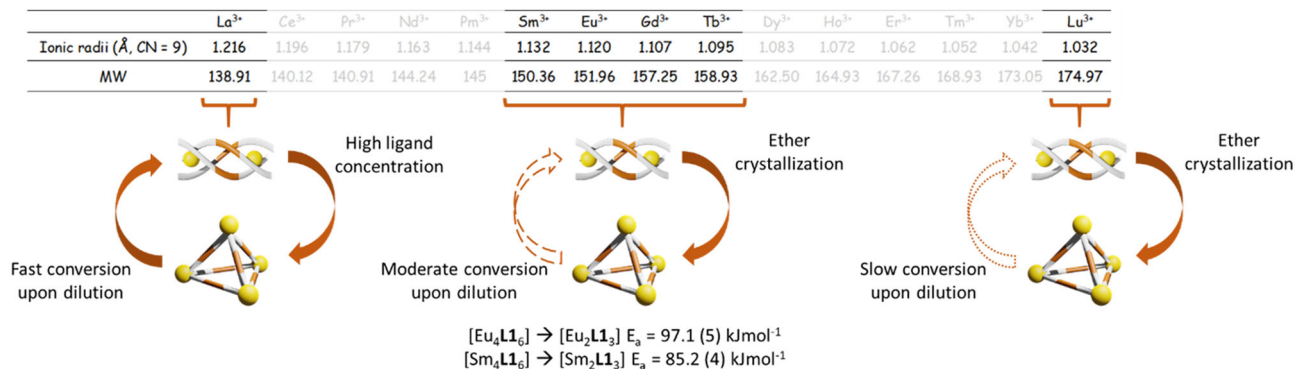 La³⁺ Ce³⁺ Pr³⁺ Nd³⁺ Pm³⁺ Sm³⁺ Eu³⁺ Gd³⁺ Tb³⁺ Dy³⁺ Ho³⁺ Er³⁺ Tm³⁺ Yb³⁺ Lu³⁺
Ionic radii (Å, CN = 9) 1.216 1.196 1.179 1.163 1.144 1.132 1.120 1.107 1.095 1.083 1.072 1.062 1.052 1.042 1.032
MW 138.91 140.12 140.91 144.24 145 150.36 151.96 157.25 158.93 162.50 164.93 167.26 168.93 173.05 174.97
High ligand
concentration
Fast conversion
upon dilution
Ether
crystallization
Moderate conversion
upon dilution
Ether
crystallization
Slow conversion
upon dilution
[Eu₄L1₆] → [Eu₂L1₃] Eₐ = 97.1 (5) kJmol⁻¹
[Sm₄L1₆] → [Sm₂L1₃] Eₐ = 85.2 (4) kJmol⁻¹